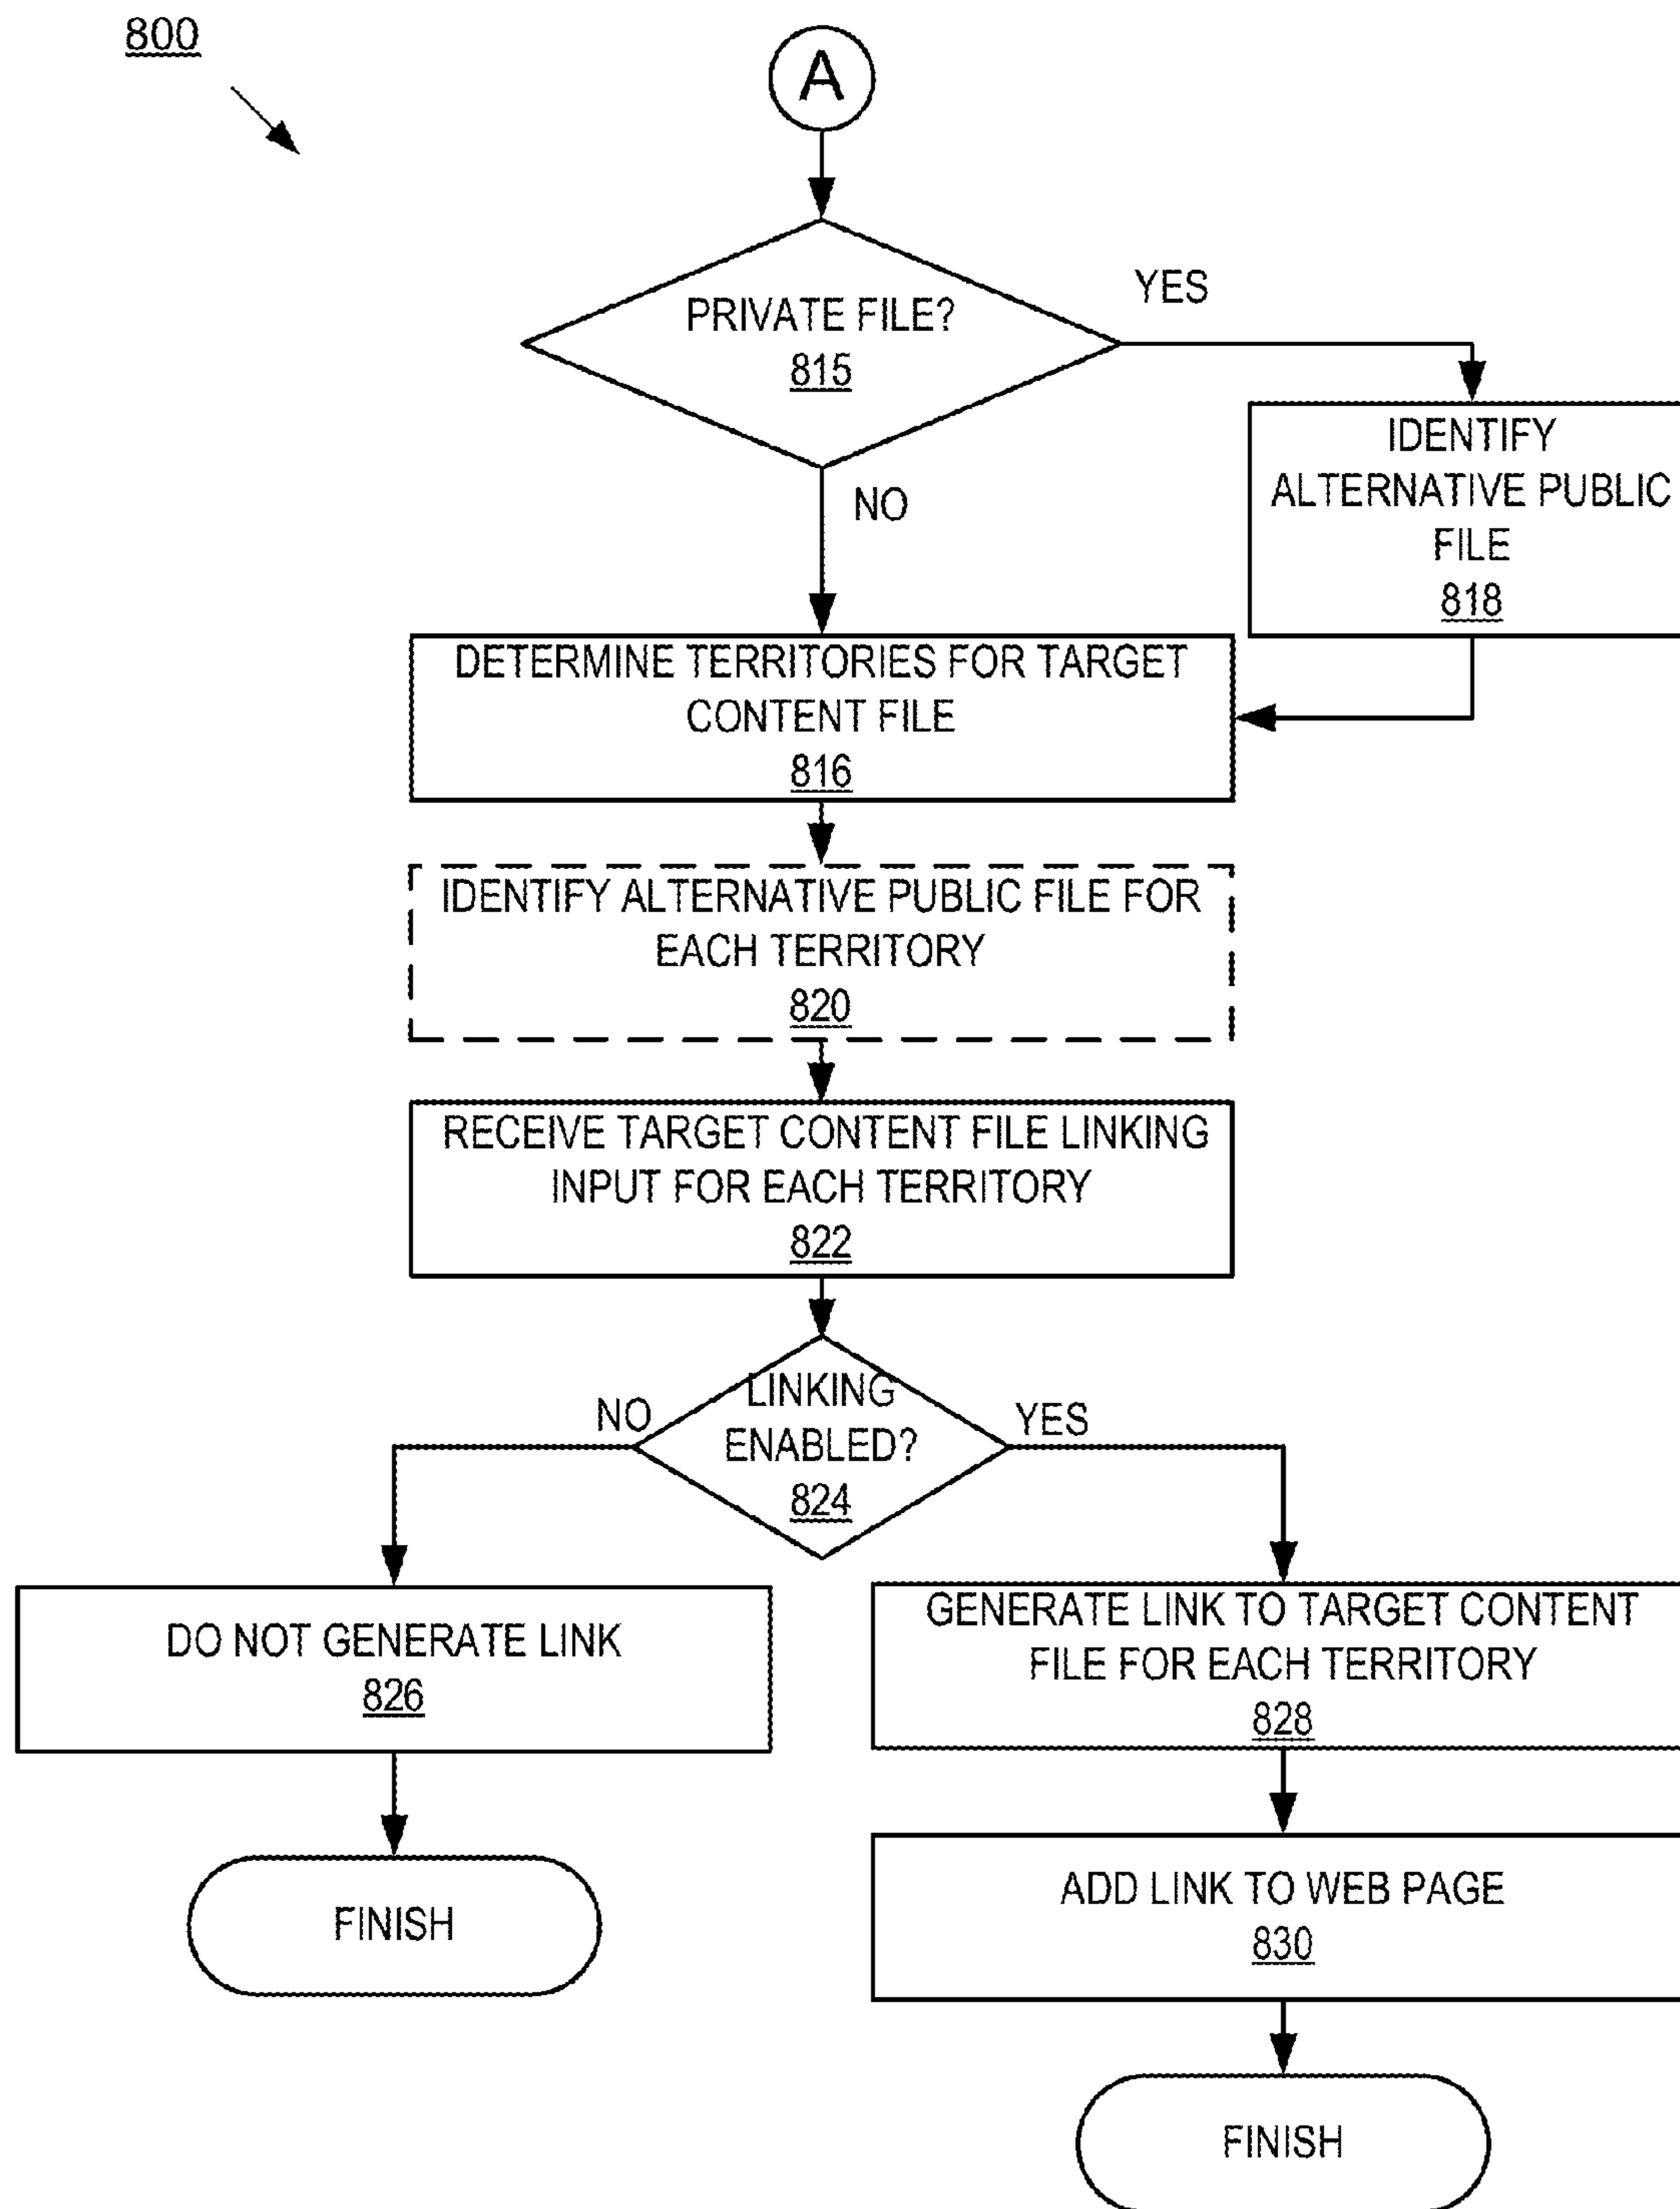 800
A
PRIVATE FILE?
815
YES
NO
IDENTIFY
ALTERNATIVE PUBLIC
FILE
818
DETERMINE TERRITORIES FOR TARGET
CONTENT FILE
816
IDENTIFY ALTERNATIVE PUBLIC FILE FOR
EACH TERRITORY
820
RECEIVE TARGET CONTENT FILE LINKING
INPUT FOR EACH TERRITORY
822
LINKING
ENABLED?
824
NO
YES
DO NOT GENERATE LINK
826
GENERATE LINK TO TARGET CONTENT
FILE FOR EACH TERRITORY
828
FINISH
ADD LINK TO WEB PAGE
830
FINISH